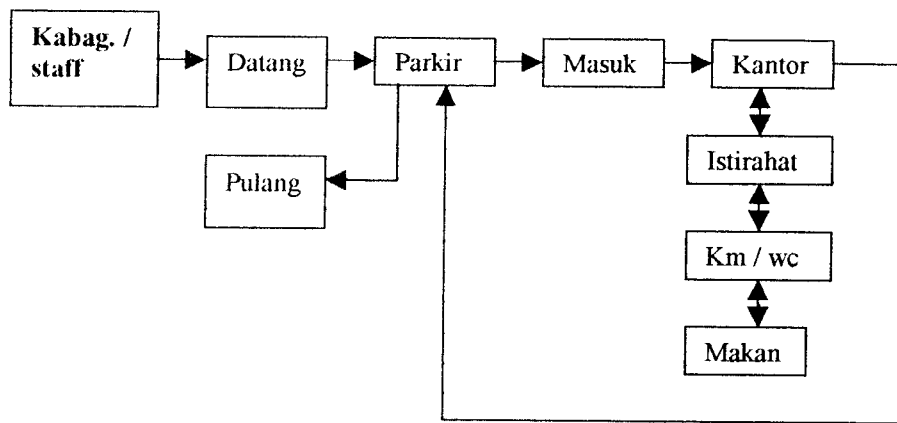 Kabag. /
staff
Datang
Parkir
Masuk
Kantor
Pulang
Istirahat
Km / wc
Makan